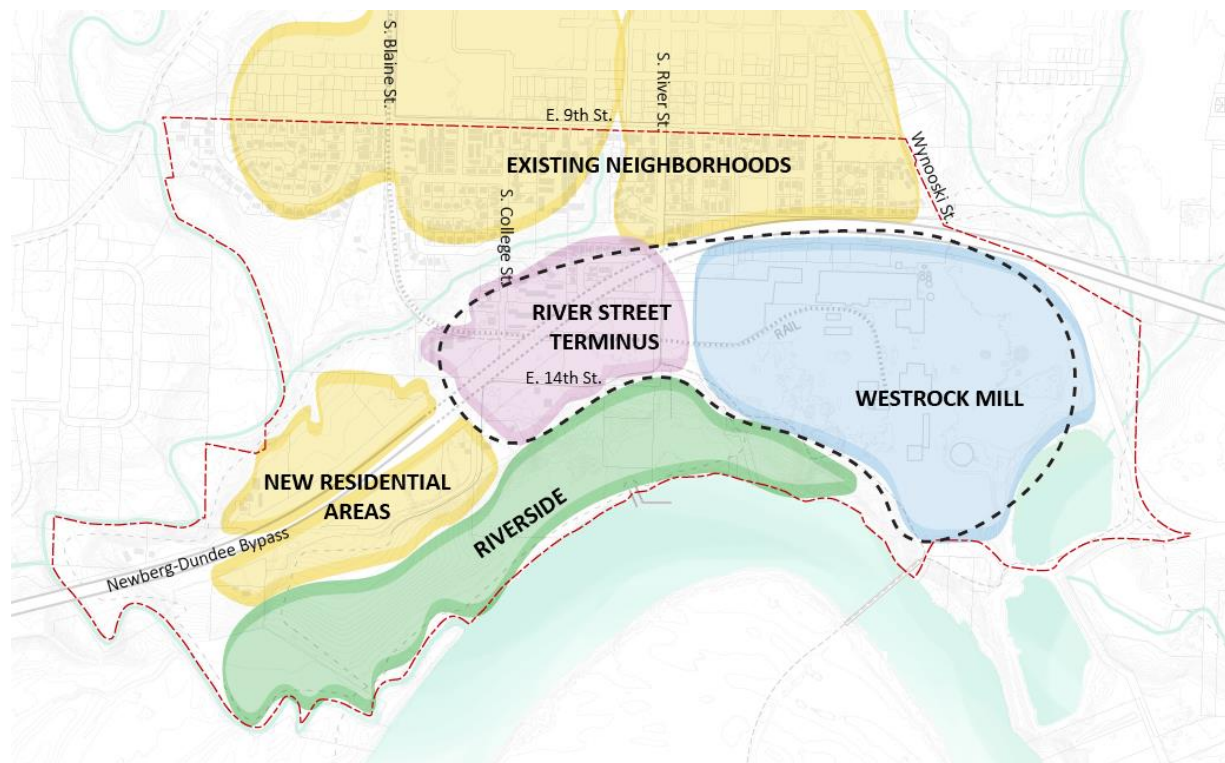 S. Blaine St.
E. 9th St.
S. River St.
Wynooski St.
EXISTING NEIGHBORHOODS
S. College St.
RIVER STREET
TERMINUS
RAIL
E. 14th St.
WESTROCK MILL
NEW RESIDENTIAL
AREAS
RIVERSIDE
Newberg-Dundee Bypass